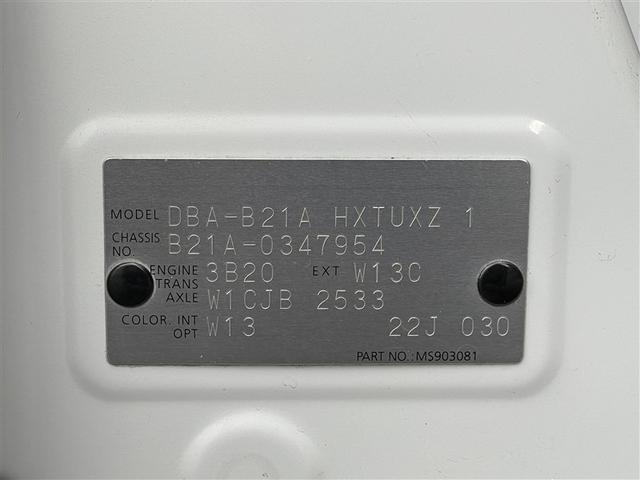 MODEL DBA-B21A HXTUXZ 1
CHASSIS NO. B21A-0347954
ENGINE 3B20 EXT W13C
TRANS AXLE W1CJB 2533
COLOR. INT OPT W13 22J 030
PART NO.:MS903081